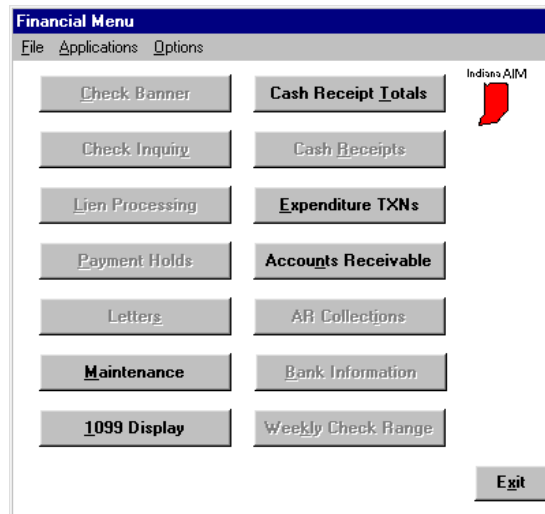 Financial Menu
File Applications Options
Indiana AIM
Check Banner
Cash Receipt Totals
Check Inquiry
Cash Receipts
Lien Processing
Expenditure TXNs
Payment Holds
Accounts Receivable
Letters
AR Collections
Maintenance
Bank Information
1099 Display
Weekly Check Range
Exit